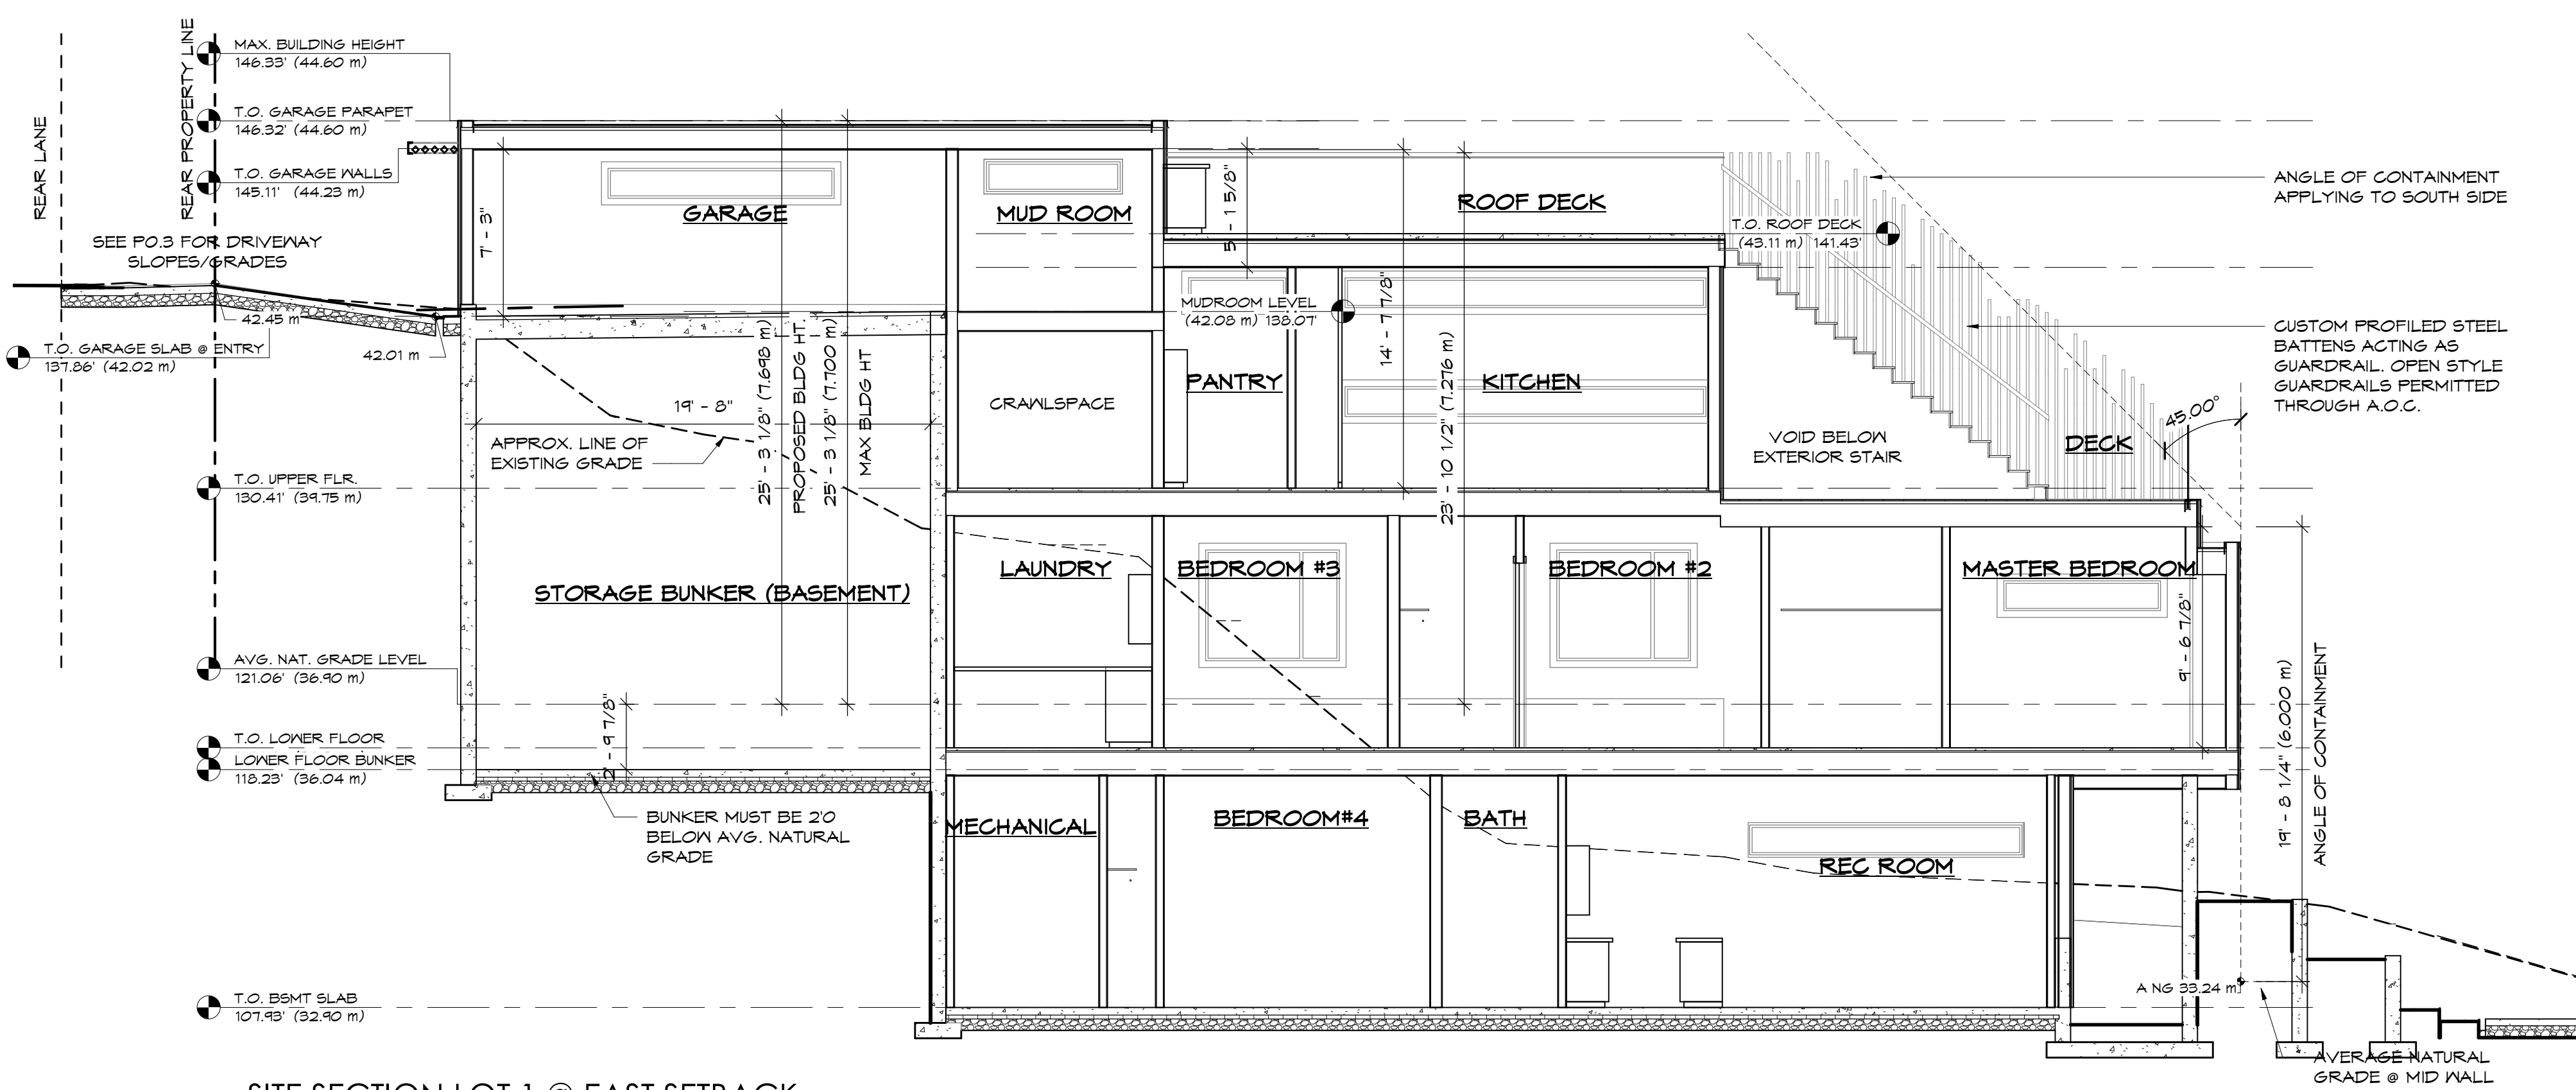 REAR LANE
REAR PROPERTY LINE
MAX. BUILDING HEIGHT
146.33' (44.60 m)
T.O. GARAGE PARAPET
146.32' (44.60 m)
T.O. GARAGE WALLS
145.11' (44.23 m)
SEE P0.3 FOR DRIVEWAY
SLOPES/GRADES
42.45 m
T.O. GARAGE SLAB @ ENTRY
137.86' (42.02 m)
42.01 m
T.O. UPPER FLR.
130.41' (39.75 m)
AVG. NAT. GRADE LEVEL
121.06' (36.90 m)
T.O. LOWER FLOOR
LOWER FLOOR BUNKER
118.23' (36.04 m)
T.O. BSMT SLAB
107.93' (32.90 m)
GARAGE
7' - 3"
MUD ROOM
5' - 1 5/8"
ROOF DECK
T.O. ROOF DECK
(43.11 m) 141.43'
ANGLE OF CONTAINMENT
APPLYING TO SOUTH SIDE
MUDROOM LEVEL
(42.08 m) 138.07'
14' - 7 7/8"
CUSTOM PROFILED STEEL
BATTENS ACTING AS
GUARDRAIL. OPEN STYLE
GUARDRAILS PERMITTED
THROUGH A.O.C.
19' - 8"
APPROX. LINE OF
EXISTING GRADE
25' - 3 1/8" (7.698 m)
PROPOSED BLDG HT.
25' - 3 1/8" (7.700 m)
MAX BLDG HT
CRAWLSPACE
PANTRY
KITCHEN
23' - 10 1/2" (7.276 m)
VOID BELOW
EXTERIOR STAIR
DECK
45.00°
STORAGE BUNKER (BASEMENT)
LAUNDRY
BEDROOM #3
BEDROOM #2
MASTER BEDROOM
9' - 6 7/8"
19' - 8 1/4" (6.000 m)
ANGLE OF CONTAINMENT
2' - 9 7/8"
BUNKER MUST BE 2'0
BELOW AVG. NATURAL
GRADE
MECHANICAL
BEDROOM#4
BATH
REC ROOM
A NG 33.24 m
AVERAGE NATURAL
GRADE @ MID WALL
SITE SECTION LOT 1 @ EAST SETBACK